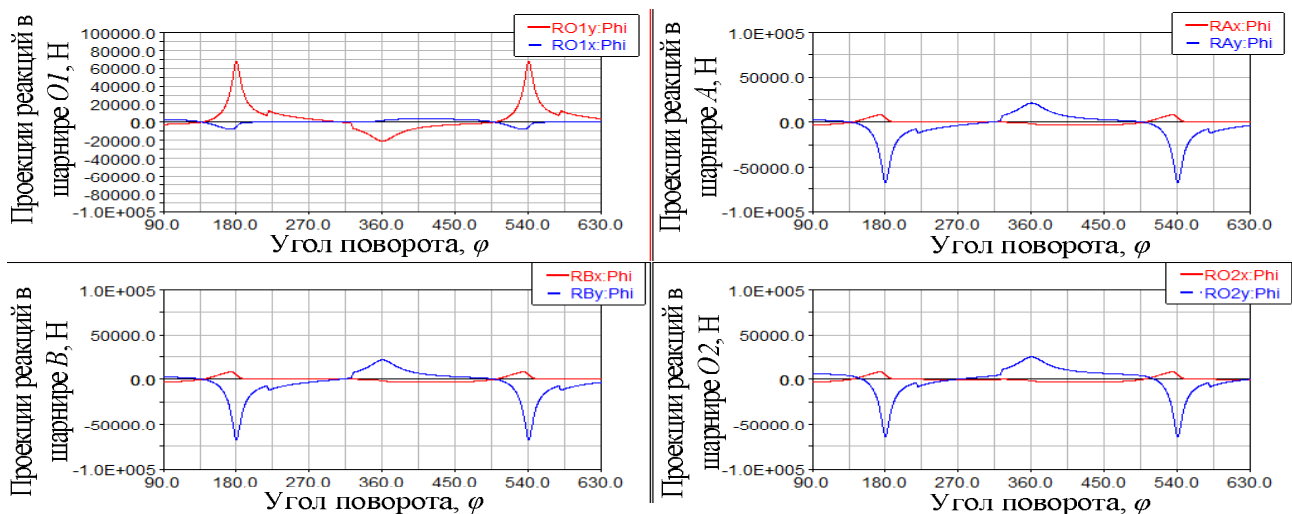 Проекции реакций в
шарнире O1, Н
RO1y:Phi
RO1x:Phi
100000.0
80000.0
60000.0
40000.0
20000.0
0.0
-20000.0
-40000.0
-60000.0
-80000.0
-1.0E+005
90.0 180.0 270.0 360.0 450.0 540.0 630.0
Угол поворота, φ
Проекции реакций в
шарнире A, Н
RAx:Phi
RAy:Phi
1.0E+005
50000.0
0.0
-50000.0
-1.0E+005
90.0 180.0 270.0 360.0 450.0 540.0 630.0
Угол поворота, φ
Проекции реакций в
шарнире B, Н
RBx:Phi
RBy:Phi
1.0E+005
50000.0
0.0
-50000.0
-1.0E+005
90.0 180.0 270.0 360.0 450.0 540.0 630.0
Угол поворота, φ
Проекции реакций в
шарнире O2, Н
RO2x:Phi
RO2y:Phi
1.0E+005
50000.0
0.0
-50000.0
-1.0E+005
90.0 180.0 270.0 360.0 450.0 540.0 630.0
Угол поворота, φ